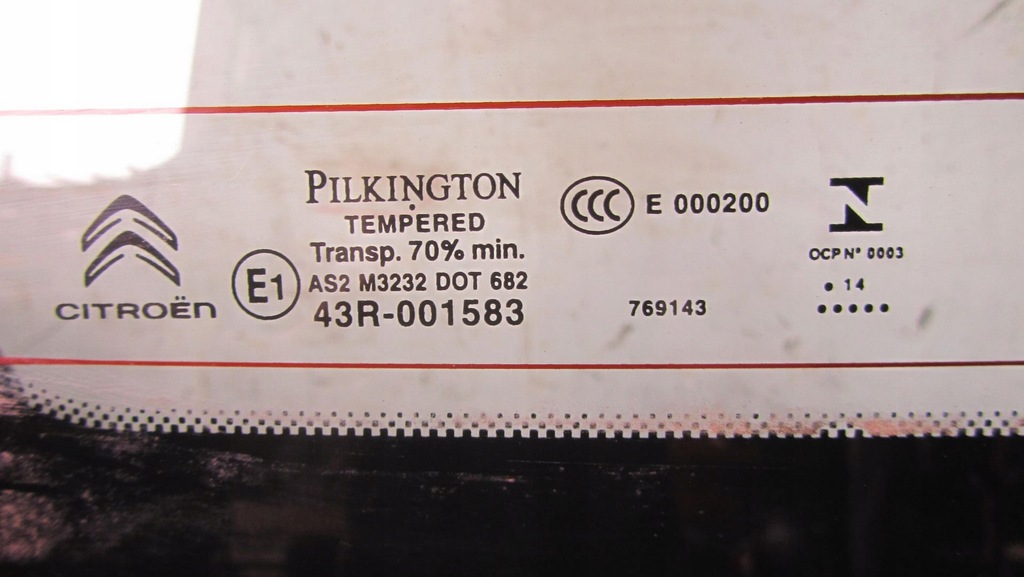 CITROËN
E1
PILKINGTON
TEMPERED
Transp. 70% min.
AS2 M3232 DOT 682
43R-001583
CCC E 000200
769143
N
OCP Nº 0003
• 14
•••••